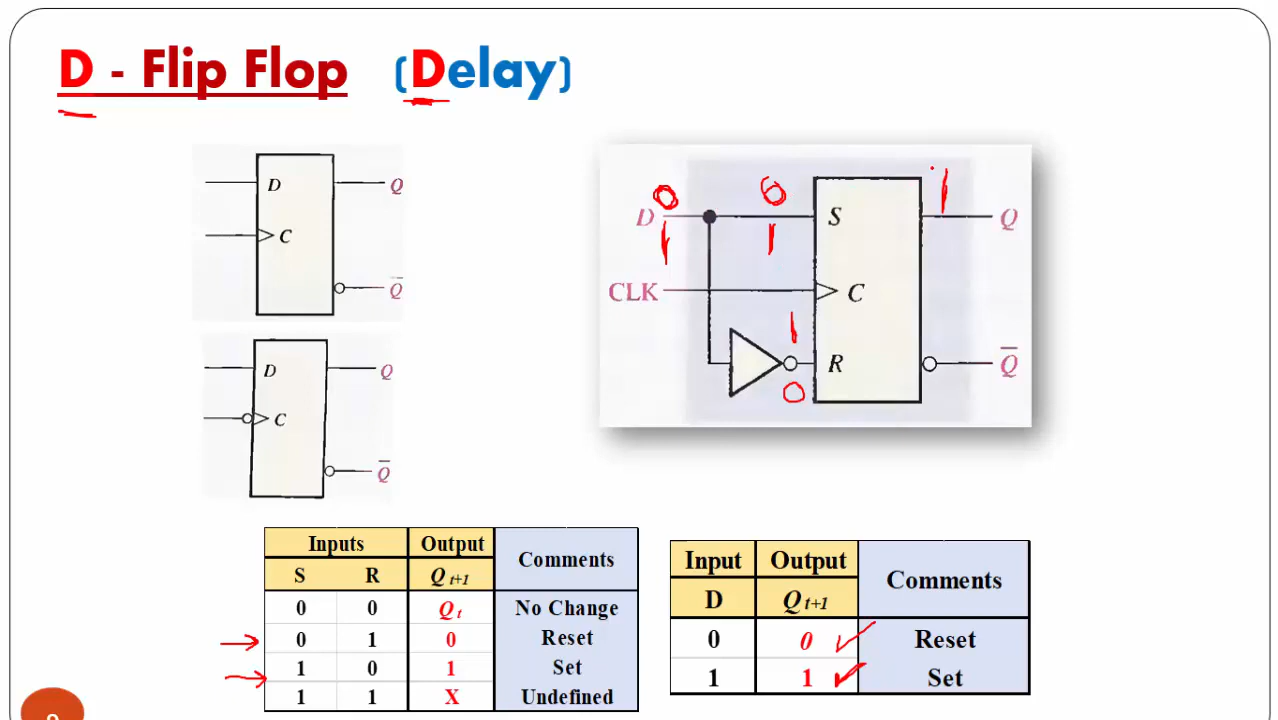 D - Flip Flop (Delay)
D Q
C
Q̅
D Q
C
Q̅
0 6 1
D S Q
1 1
CLK C
1
R Q̅
0
Inputs Output Comments
S R Q t+1
0 0 Q t No Change
0 1 0 Reset
1 0 1 Set
1 1 X Undefined
Input Output Comments
D Q t+1
0 0 Reset
1 1 Set